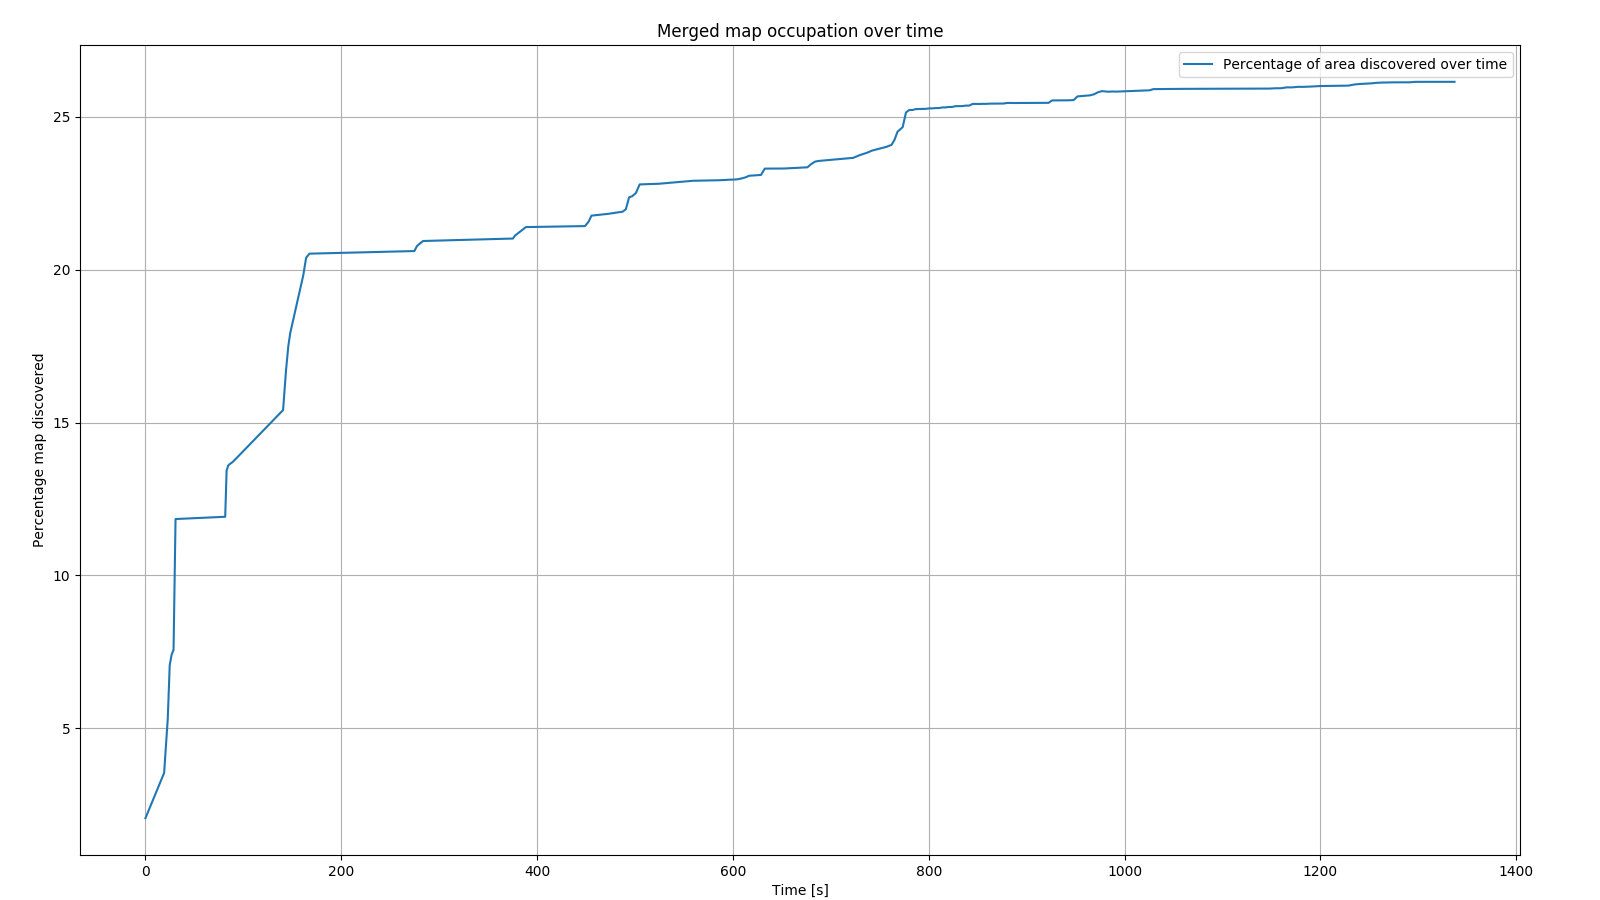 Merged map occupation over time
Percentage of area discovered over time
Percentage map discovered
25
20
15
10
5
0 200 400 600 800 1000 1200 1400
Time [s]